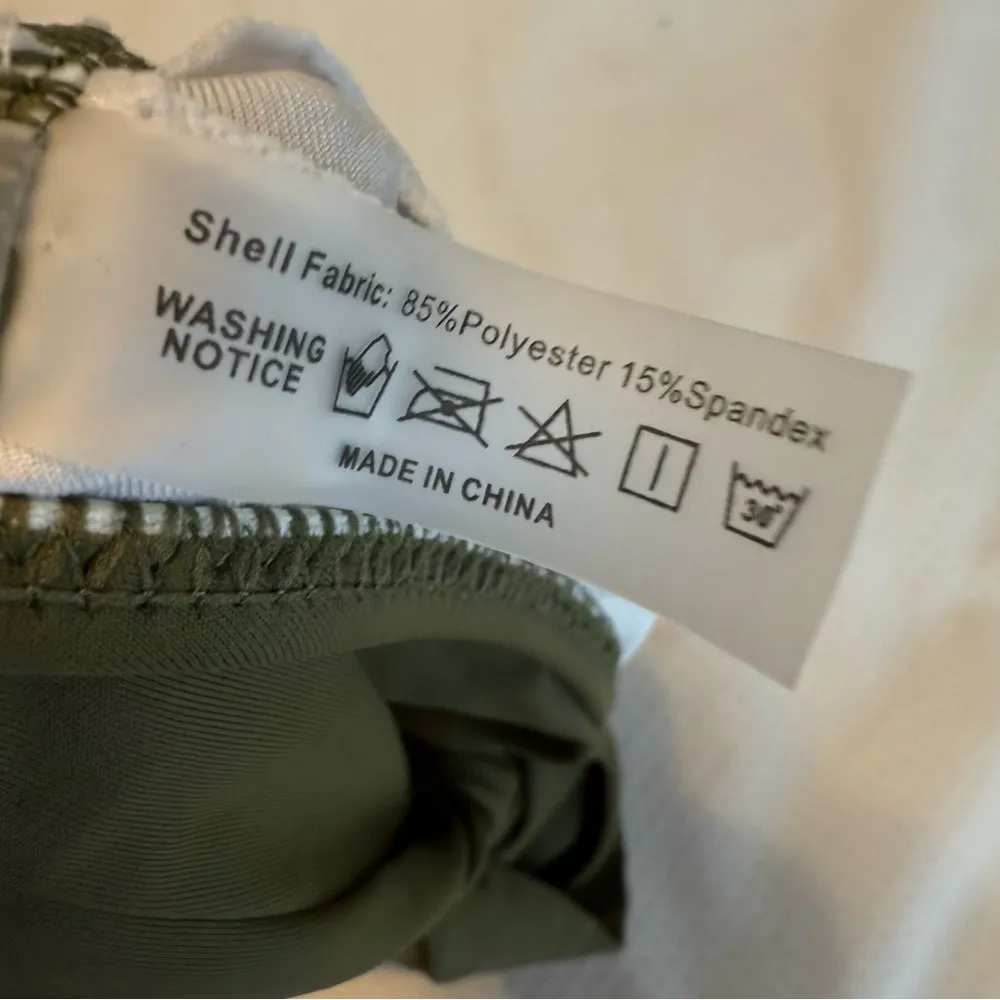 Shell Fabric: 85%Polyester 15%Spandex
WASHING
NOTICE
30°
MADE IN CHINA